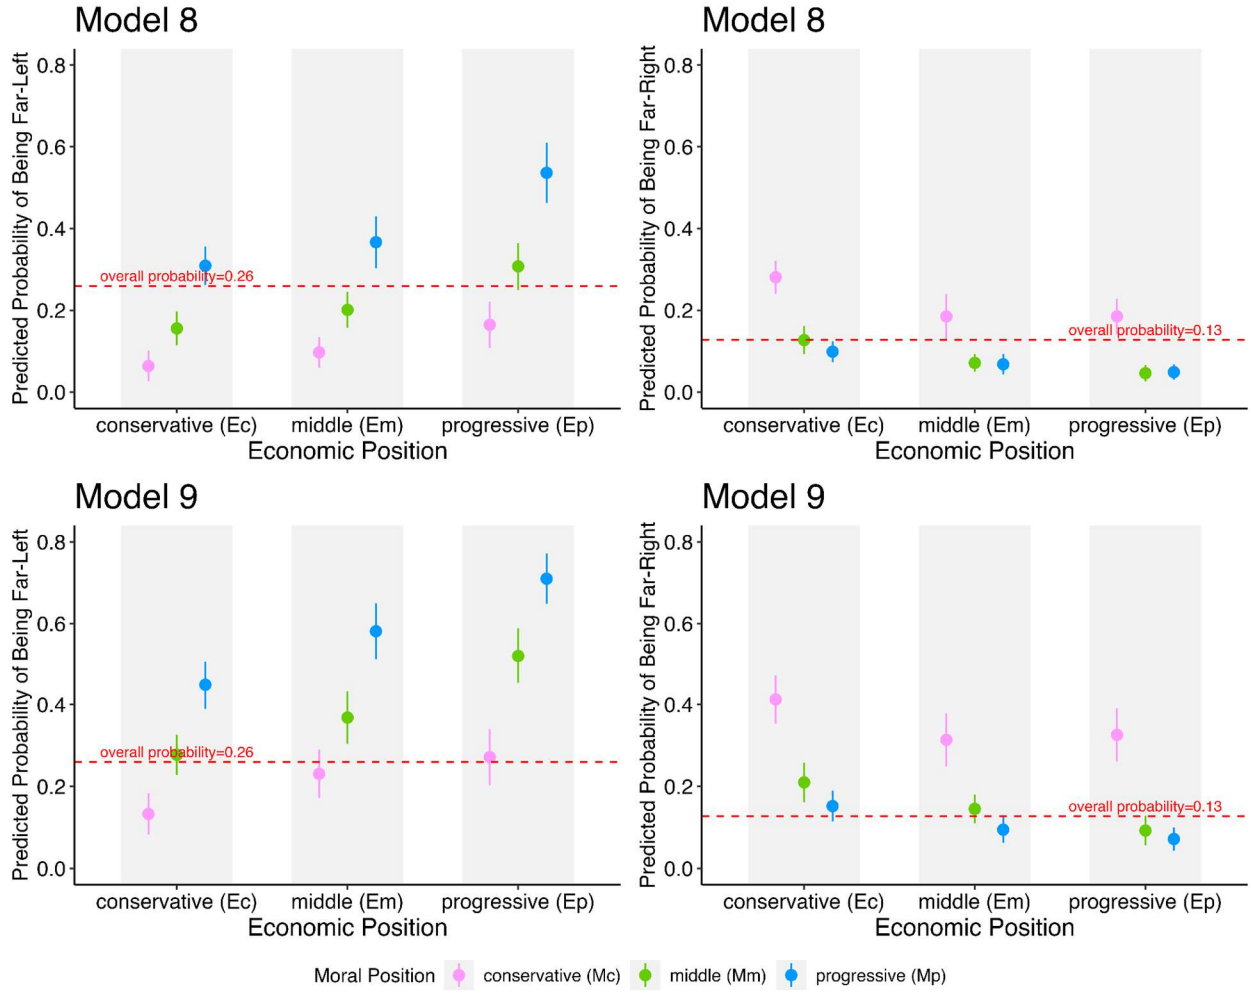 Model 8
Predicted Probability of Being Far-Left
0.8
0.6
0.4
0.2
0.0
overall probability=0.26
conservative (Ec)
middle (Em)
progressive (Ep)
Economic Position
Model 8
Predicted Probability of Being Far-Right
0.8
0.6
0.4
0.2
0.0
overall probability=0.13
conservative (Ec)
middle (Em)
progressive (Ep)
Economic Position
Model 9
Predicted Probability of Being Far-Left
0.8
0.6
0.4
0.2
0.0
overall probability=0.26
conservative (Ec)
middle (Em)
progressive (Ep)
Economic Position
Model 9
Predicted Probability of Being Far-Right
0.8
0.6
0.4
0.2
0.0
overall probability=0.13
conservative (Ec)
middle (Em)
progressive (Ep)
Economic Position
Moral Position
conservative (Mc)
middle (Mm)
progressive (Mp)